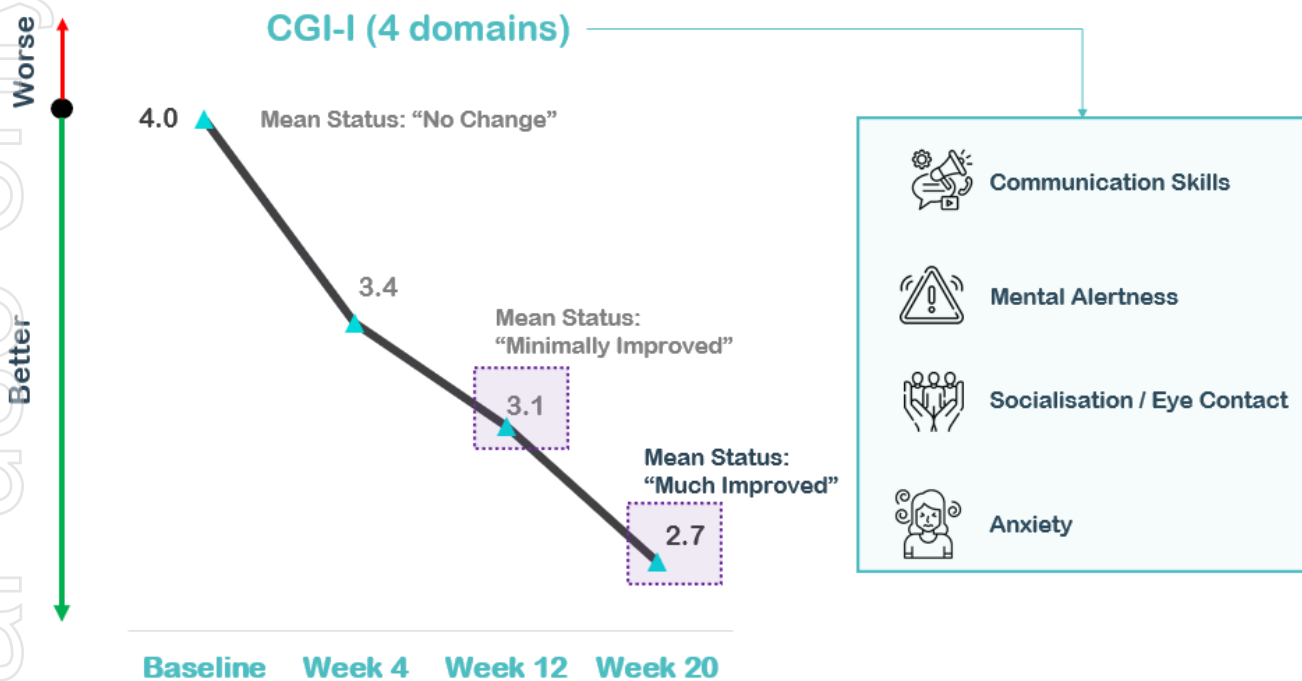 CGI-I (4 domains)
Worse
Better
4.0
Mean Status: “No Change”
3.4
Mean Status:
“Minimally Improved”
3.1
Mean Status:
“Much Improved”
2.7
Baseline
Week 4
Week 12
Week 20
Communication Skills
Mental Alertness
Socialisation / Eye Contact
Anxiety